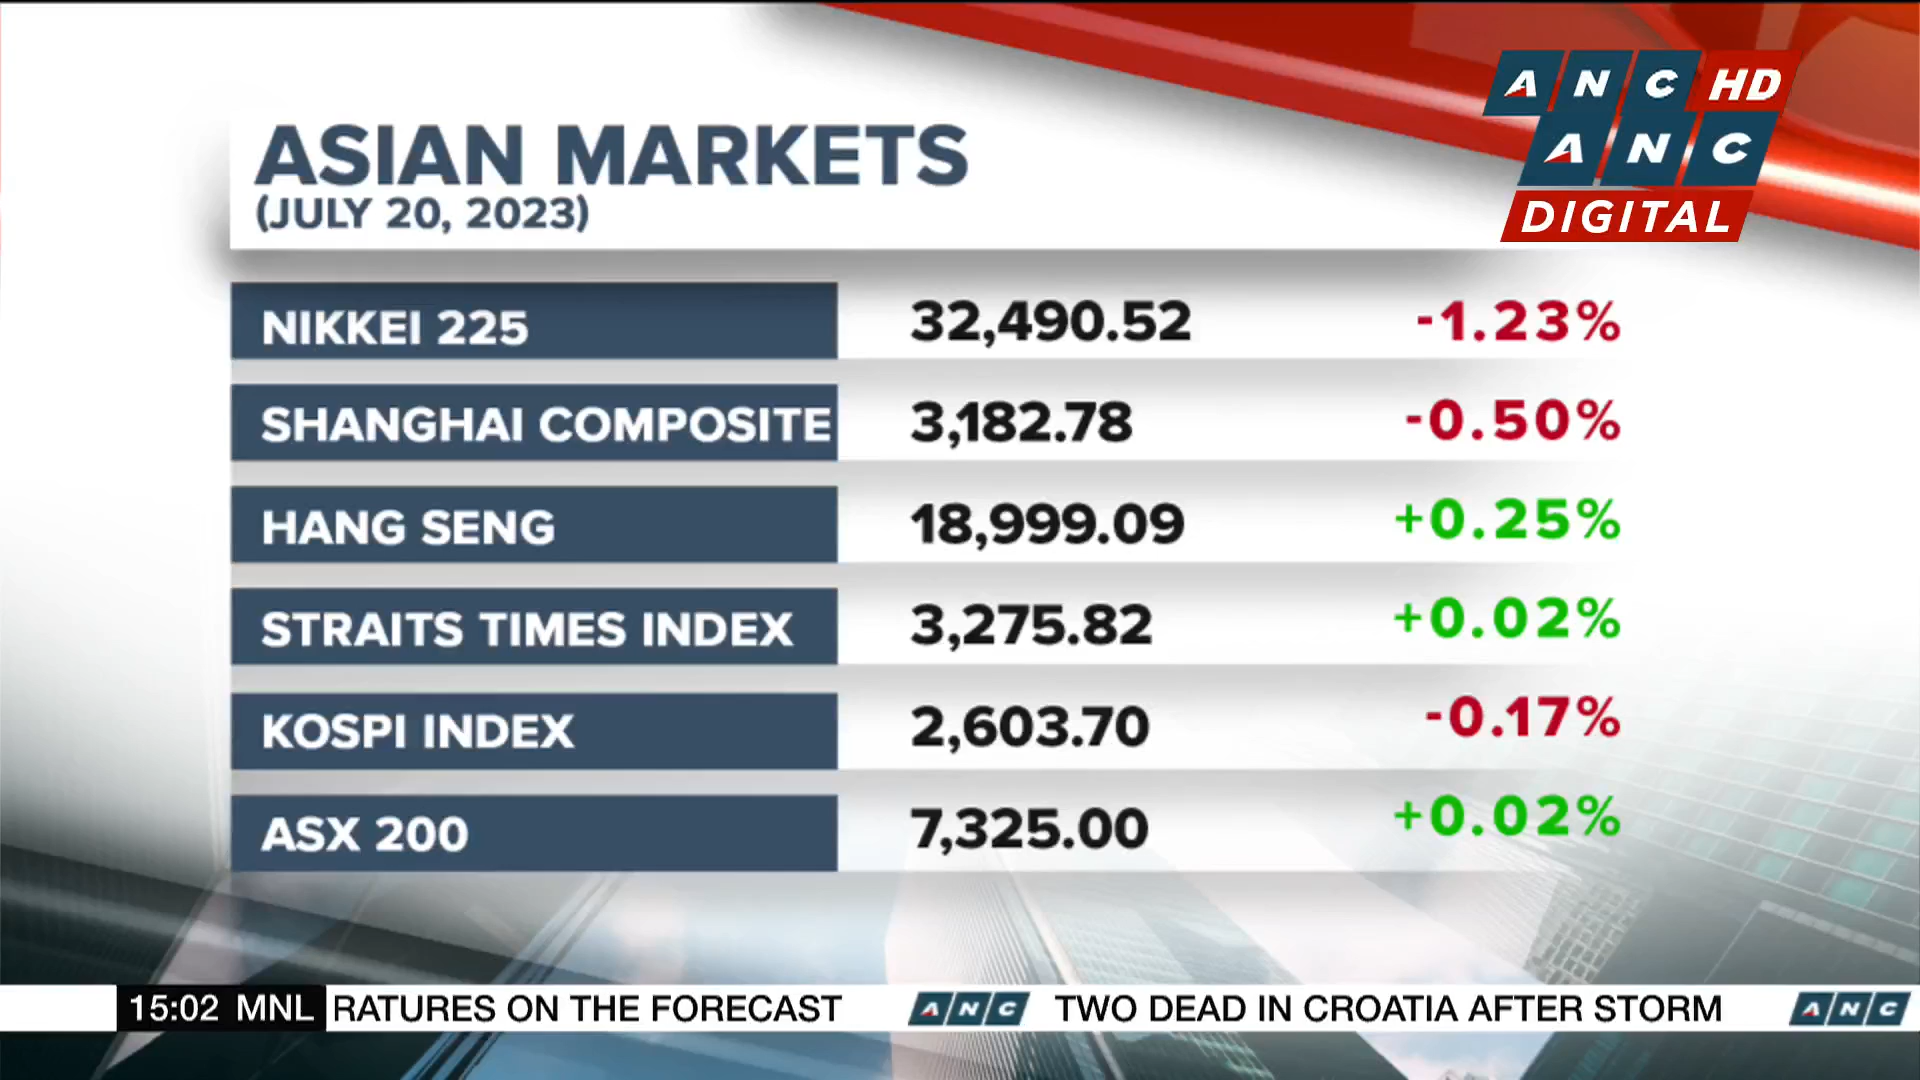 ANC HD
ANC
DIGITAL
ASIAN MARKETS
(JULY 20, 2023)
NIKKEI 225 32,490.52 -1.23%
SHANGHAI COMPOSITE 3,182.78 -0.50%
HANG SENG 18,999.09 +0.25%
STRAITS TIMES INDEX 3,275.82 +0.02%
KOSPI INDEX 2,603.70 -0.17%
ASX 200 7,325.00 +0.02%
15:02 MNL RATURES ON THE FORECAST ANC TWO DEAD IN CROATIA AFTER STORM ANC